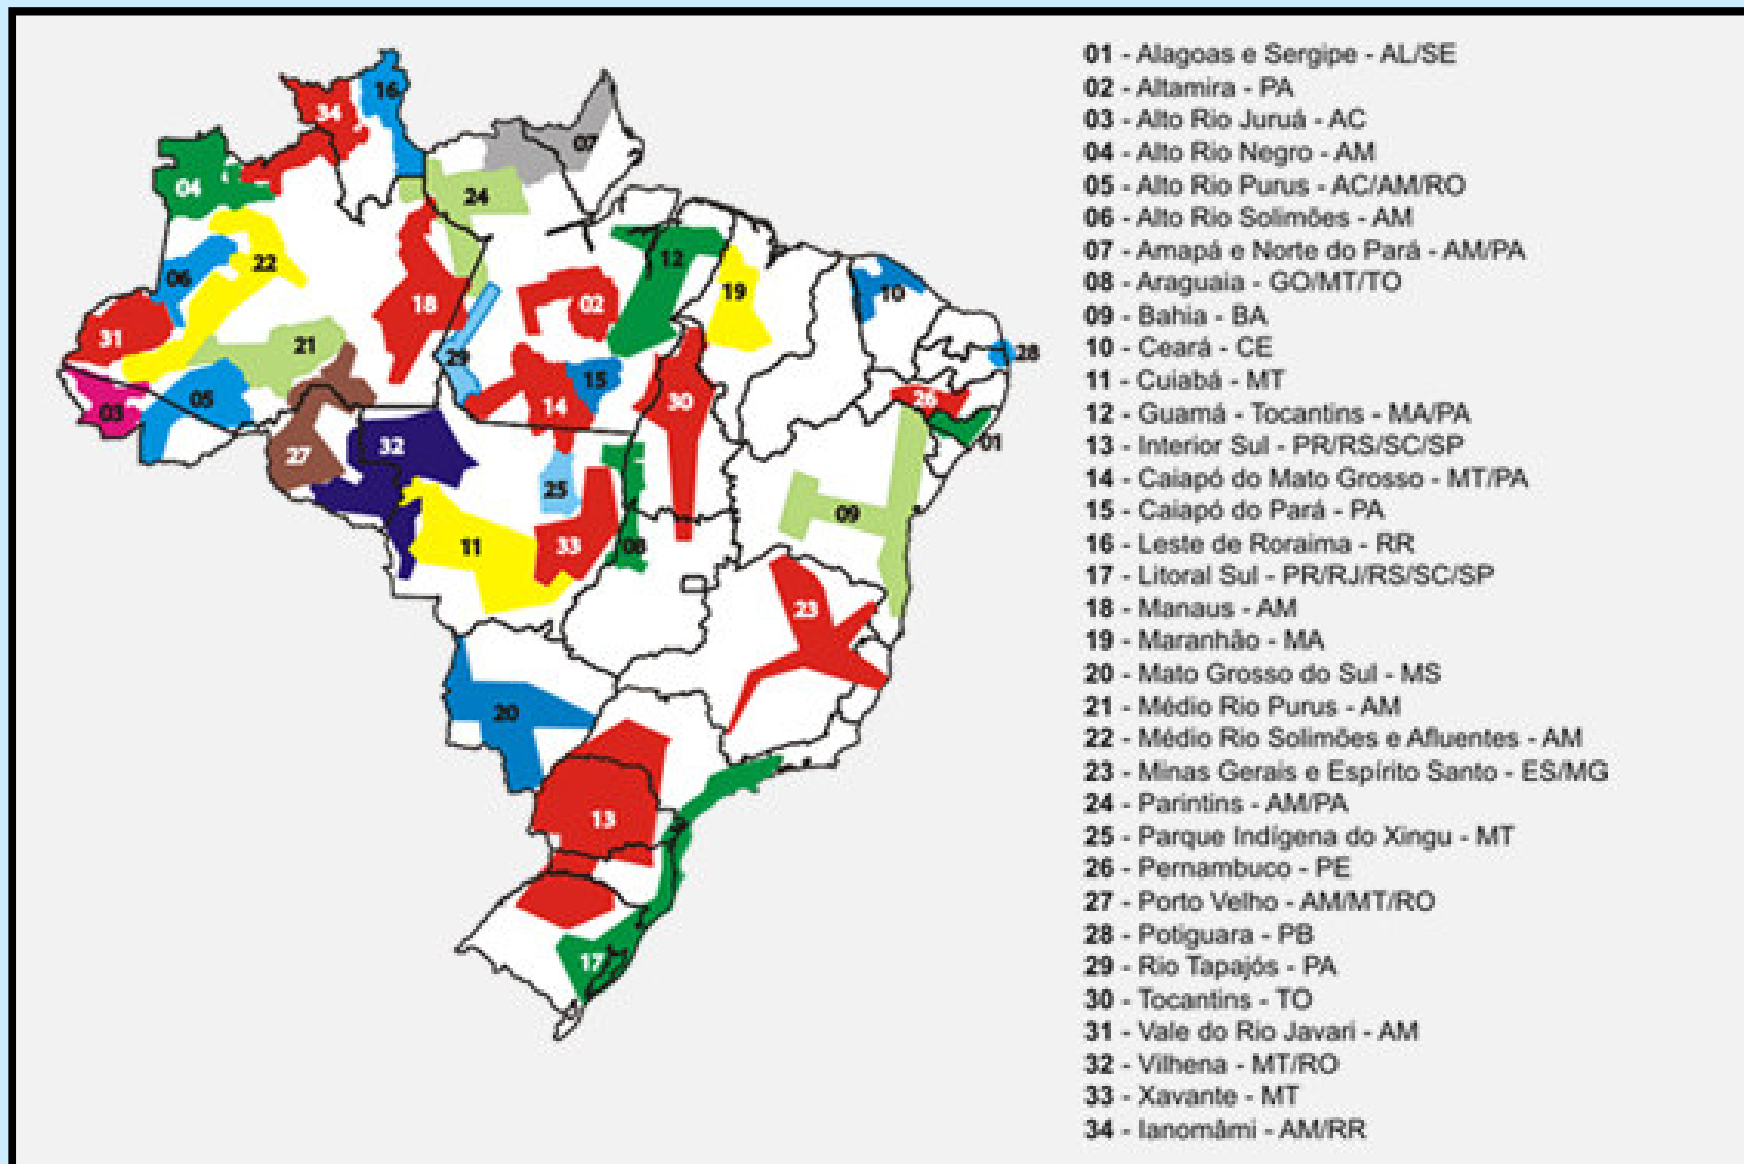 16
34
07
04
24
22
06
12
19
10
18
02
31
21
29
28
15
05
03
14
30
26
01
32
27
25
09
11
33
08
23
20
13
17
01 - Alagoas e Sergipe - AL/SE
02 - Altamira - PA
03 - Alto Rio Juruá - AC
04 - Alto Rio Negro - AM
05 - Alto Rio Purus - AC/AM/RO
06 - Alto Rio Solimões - AM
07 - Amapá e Norte do Pará - AM/PA
08 - Araguaia - GO/MT/TO
09 - Bahia - BA
10 - Ceará - CE
11 - Cuiabá - MT
12 - Guamá - Tocantins - MA/PA
13 - Interior Sul - PR/RS/SC/SP
14 - Caiapó do Mato Grosso - MT/PA
15 - Caiapó do Pará - PA
16 - Leste de Roraima - RR
17 - Litoral Sul - PR/RJ/RS/SC/SP
18 - Manaus - AM
19 - Maranhão - MA
20 - Mato Grosso do Sul - MS
21 - Médio Rio Purus - AM
22 - Médio Rio Solimões e Afluentes - AM
23 - Minas Gerais e Espírito Santo - ES/MG
24 - Parintins - AM/PA
25 - Parque Indígena do Xingu - MT
26 - Pernambuco - PE
27 - Porto Velho - AM/MT/RO
28 - Potiguara - PB
29 - Rio Tapajós - PA
30 - Tocantins - TO
31 - Vale do Rio Javari - AM
32 - Vilhena - MT/RO
33 - Xavante - MT
34 - Ianomâmi - AM/RR